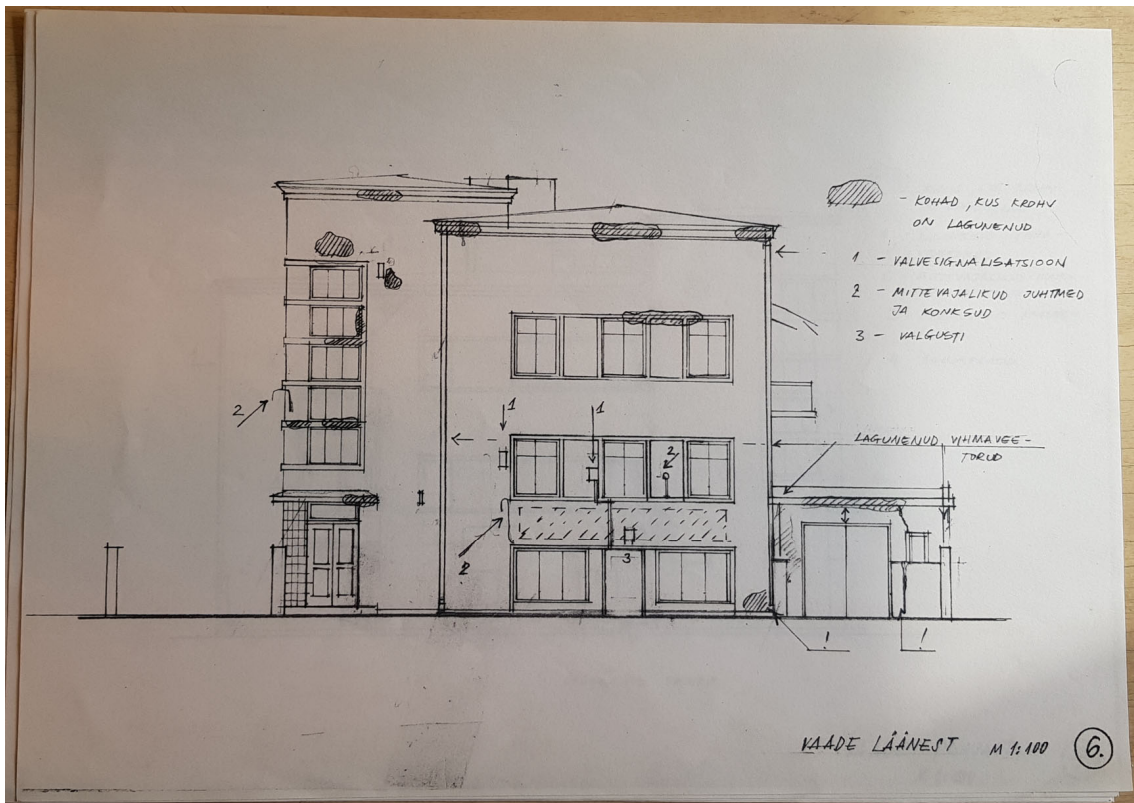 - KOHAD, KUS KROHV
ON LAGUNENUD
1 - VALVESIGNALISATSIOON
2 - MITTEVAJALIKUD JUHTMED
JA KONKSUD
3 - VALGUSTI
1
1
2
2
LAGUNENUD VIHMAVEE-
TORUD
2
3
!
!
VAADE LÄÄNEST M 1:100 6.